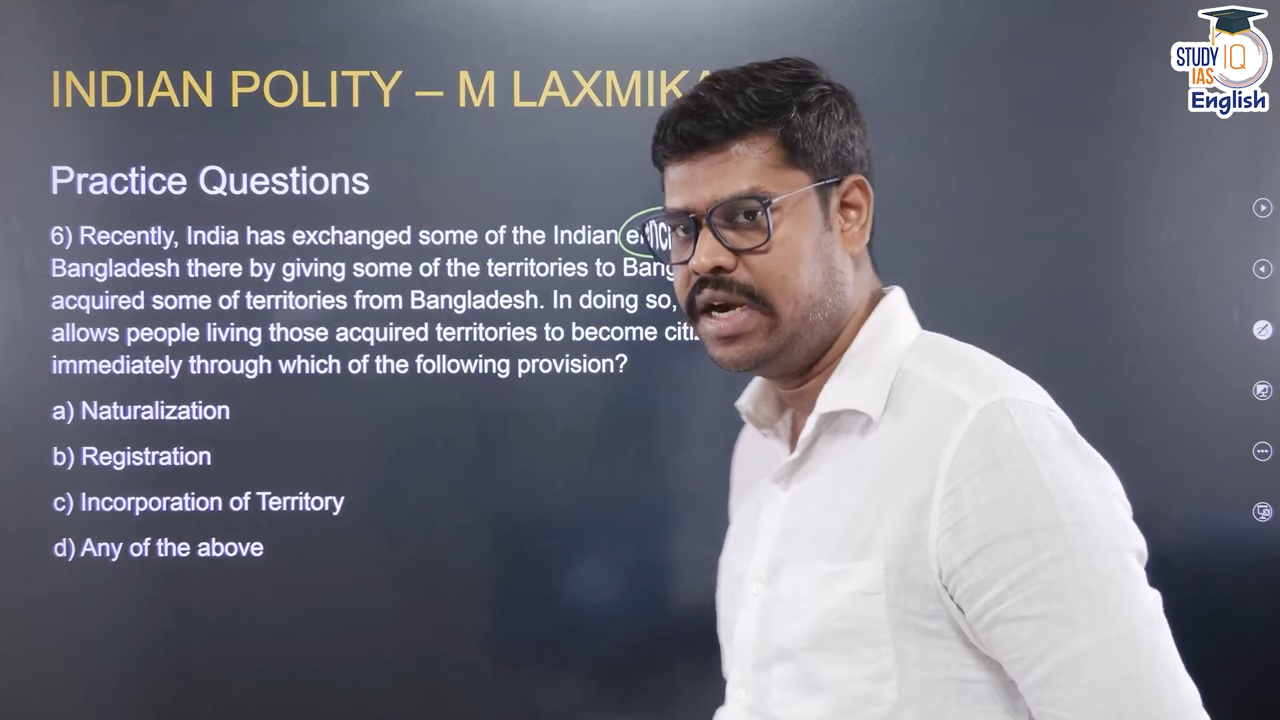 INDIAN POLITY – M LAXMIK
STUDY IQ
IAS
English
Practice Questions
6) Recently, India has exchanged some of the Indian
Bangladesh there by giving some of the territories to
acquired some of territories from Bangladesh. In doing so,
allows people living those acquired territories to become
immediately through which of the following provision?
a) Naturalization
b) Registration
c) Incorporation of Territory
d) Any of the above